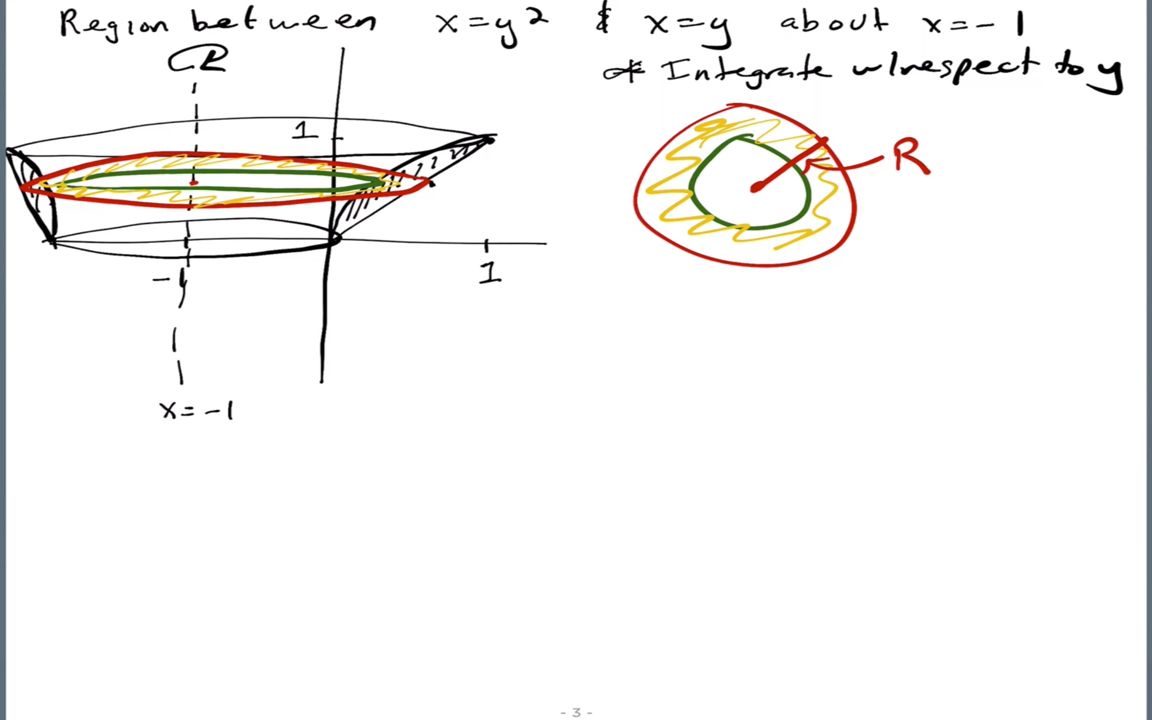 Region between x=y² & x=y about x=-1
* Integrate w/respect to y
1
R
-1
1
x=-1
- 3 -